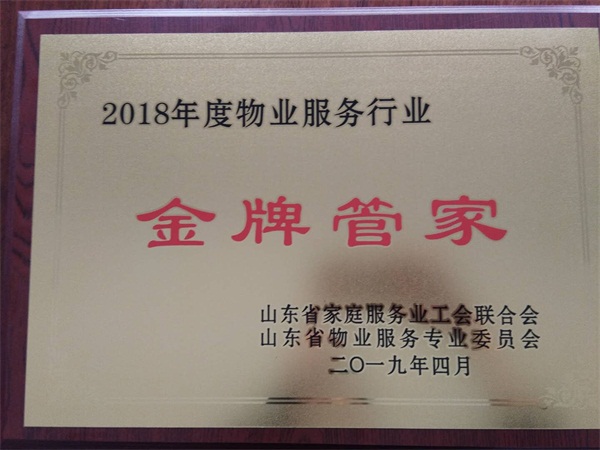 2018年度物业服务行业
金牌管家
山东省家庭服务业工会联合会
山东省物业服务专业委员会
二〇一九年四月